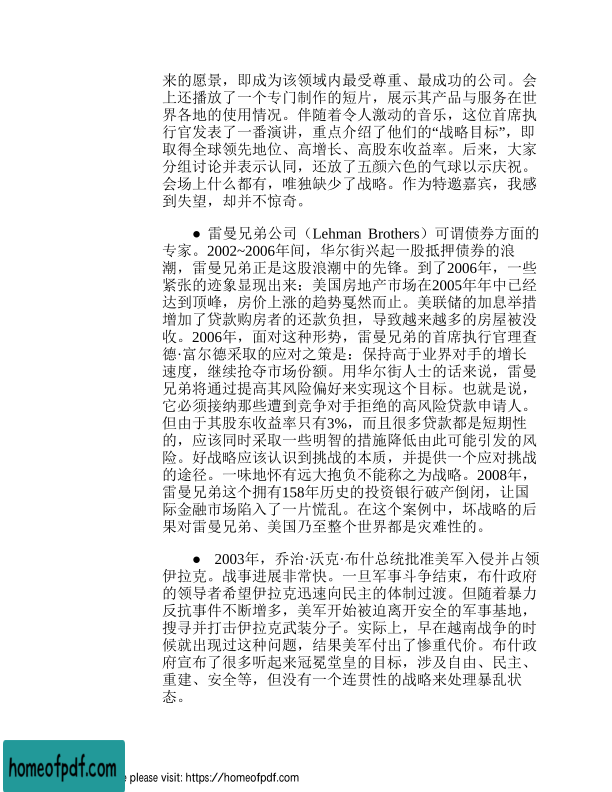 来的愿景，即成为该领域内最受尊重、最成功的公司。会
上还播放了一个专门制作的短片，展示其产品与服务在世
界各地的使用情况。伴随着令人激动的音乐，这位首席执
行官发表了一番演讲，重点介绍了他们的“战略目标”，即
取得全球领先地位、高增长、高股东收益率。后来，大家
分组讨论并表示认同，还放了五颜六色的气球以示庆祝。
会场上什么都有，唯独缺少了战略。作为特邀嘉宾，我感
到失望，却并不惊奇。
● 雷曼兄弟公司（Lehman Brothers）可谓债券方面的
专家。2002~2006年间，华尔街兴起一股抵押债券的浪
潮，雷曼兄弟正是这股浪潮中的先锋。到了2006年，一些
紧张的迹象显现出来：美国房地产市场在2005年年中已经
达到顶峰，房价上涨的趋势戛然而止。美联储的加息举措
增加了贷款购房者的还款负担，导致越来越多的房屋被没
收。2006年，面对这种形势，雷曼兄弟的首席执行官理查
德·富尔德采取的应对之策是：保持高于业界对手的增长
速度，继续抢夺市场份额。用华尔街人士的话来说，雷曼
兄弟将通过提高其风险偏好来实现这个目标。也就是说，
它必须接纳那些遭到竞争对手拒绝的高风险贷款申请人。
但由于其股东收益率只有3%，而且很多贷款都是短期性
的，应该同时采取一些明智的措施降低由此可能引发的风
险。好战略应该认识到挑战的本质，并提供一个应对挑战
的途径。一味地怀有远大抱负不能称之为战略。2008年，
雷曼兄弟这个拥有158年历史的投资银行破产倒闭，让国
际金融市场陷入了一片慌乱。在这个案例中，坏战略的后
果对雷曼兄弟、美国乃至整个世界都是灾难性的。
● 2003年，乔治·沃克·布什总统批准美军入侵并占领
伊拉克。战事进展非常快。一旦军事斗争结束，布什政府
的领导者希望伊拉克迅速向民主的体制过渡。但随着暴力
反抗事件不断增多，美军开始被迫离开安全的军事基地，
搜寻并打击伊拉克武装分子。实际上，早在越南战争的时
候就出现过这种问题，结果美军付出了惨重代价。布什政
府宣布了很多听起来冠冕堂皇的目标，涉及自由、民主、
重建、安全等，但没有一个连贯性的战略来处理暴乱状
态。
homeofpdf.com
please visit: https://homeofpdf.com